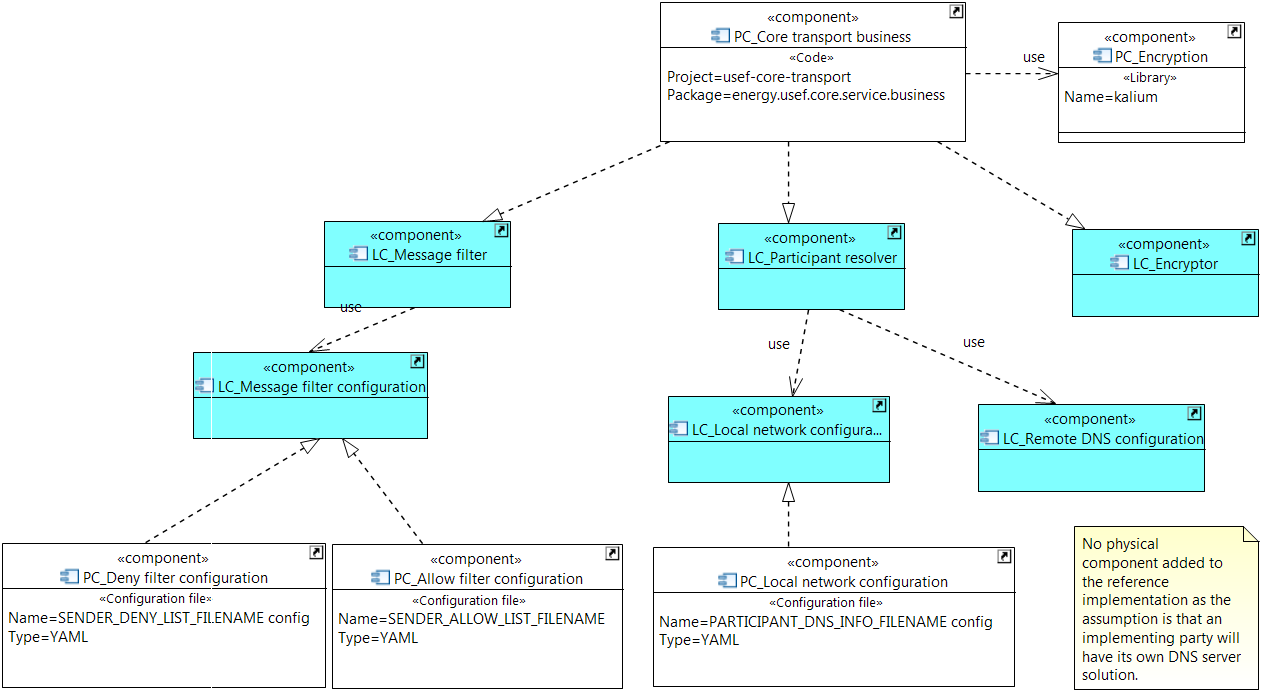 «component»
PC_Core transport business
«Code»
Project=usef-core-transport
Package=energy.usef.core.service.business
use
«component»
PC_Encryption
«Library»
Name=kalium
«component»
LC_Message filter
«component»
LC_Participant resolver
«component»
LC_Encryptor
use
«component»
LC_Message filter configuration
use
use
«component»
LC_Local network configura...
«component»
LC_Remote DNS configuration
«component»
PC_Deny filter configuration
«Configuration file»
Name=SENDER_DENY_LIST_FILENAME config
Type=YAML
«component»
PC_Allow filter configuration
«Configuration file»
Name=SENDER_ALLOW_LIST_FILENAME
Type=YAML
«component»
PC_Local network configuration
«Configuration file»
Name=PARTICIPANT_DNS_INFO_FILENAME config
Type=YAML
No physical
component added to
the reference
implementation as the
assumption is that an
implementing party will
have its own DNS server
solution.